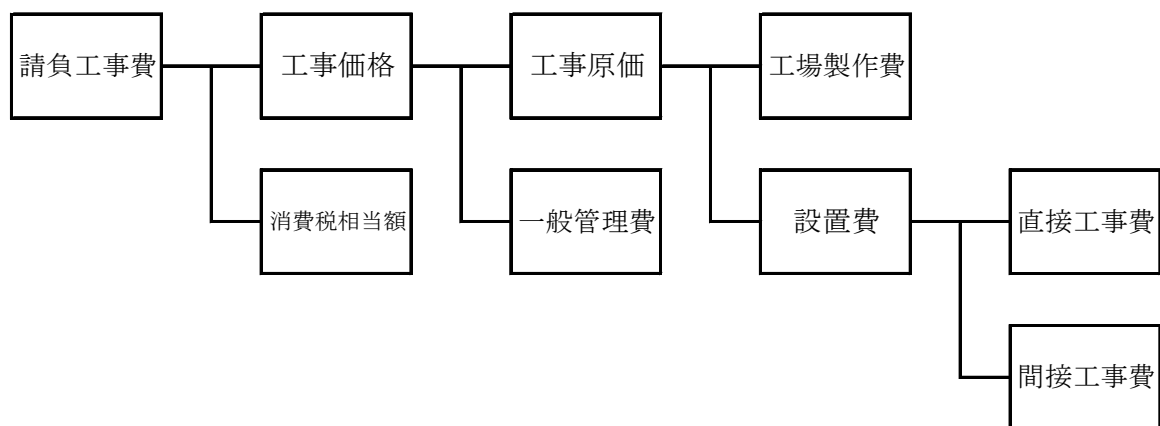 請負工事費
工事価格
工事原価
工場製作費
消費税相当額
一般管理費
設置費
直接工事費
間接工事費